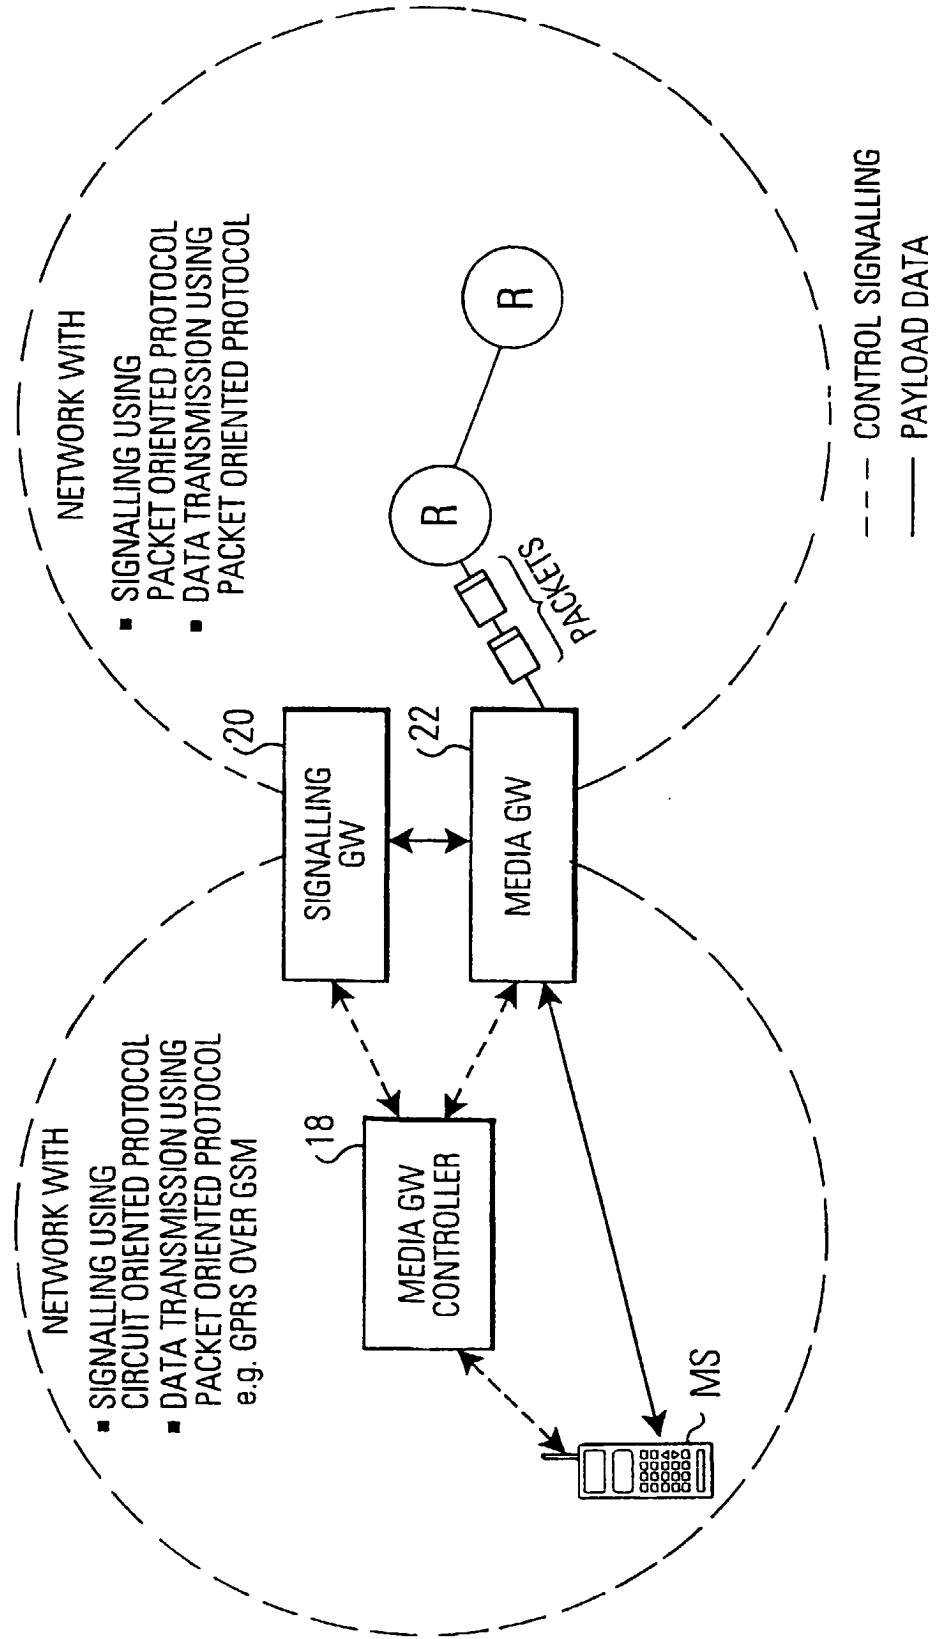 NETWORK WITH
▪ SIGNALLING USING
CIRCUIT ORIENTED PROTOCOL
▪ DATA TRANSMISSION USING
PACKET ORIENTED PROTOCOL
e.g. GPRS OVER GSM
NETWORK WITH
▪ SIGNALLING USING
PACKET ORIENTED PROTOCOL
▪ DATA TRANSMISSION USING
PACKET ORIENTED PROTOCOL
18
MEDIA GW
CONTROLLER
20
SIGNALLING
GW
22
MEDIA GW
MS
PACKETS
R
R
CONTROL SIGNALLING
PAYLOAD DATA